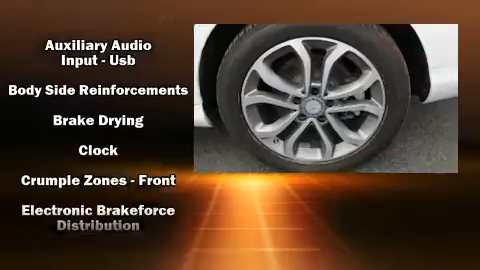 Auxiliary Audio
Input - Usb
Body Side Reinforcements
Brake Drying
Clock
Crumple Zones - Front
Electronic Brakeforce
Distribution